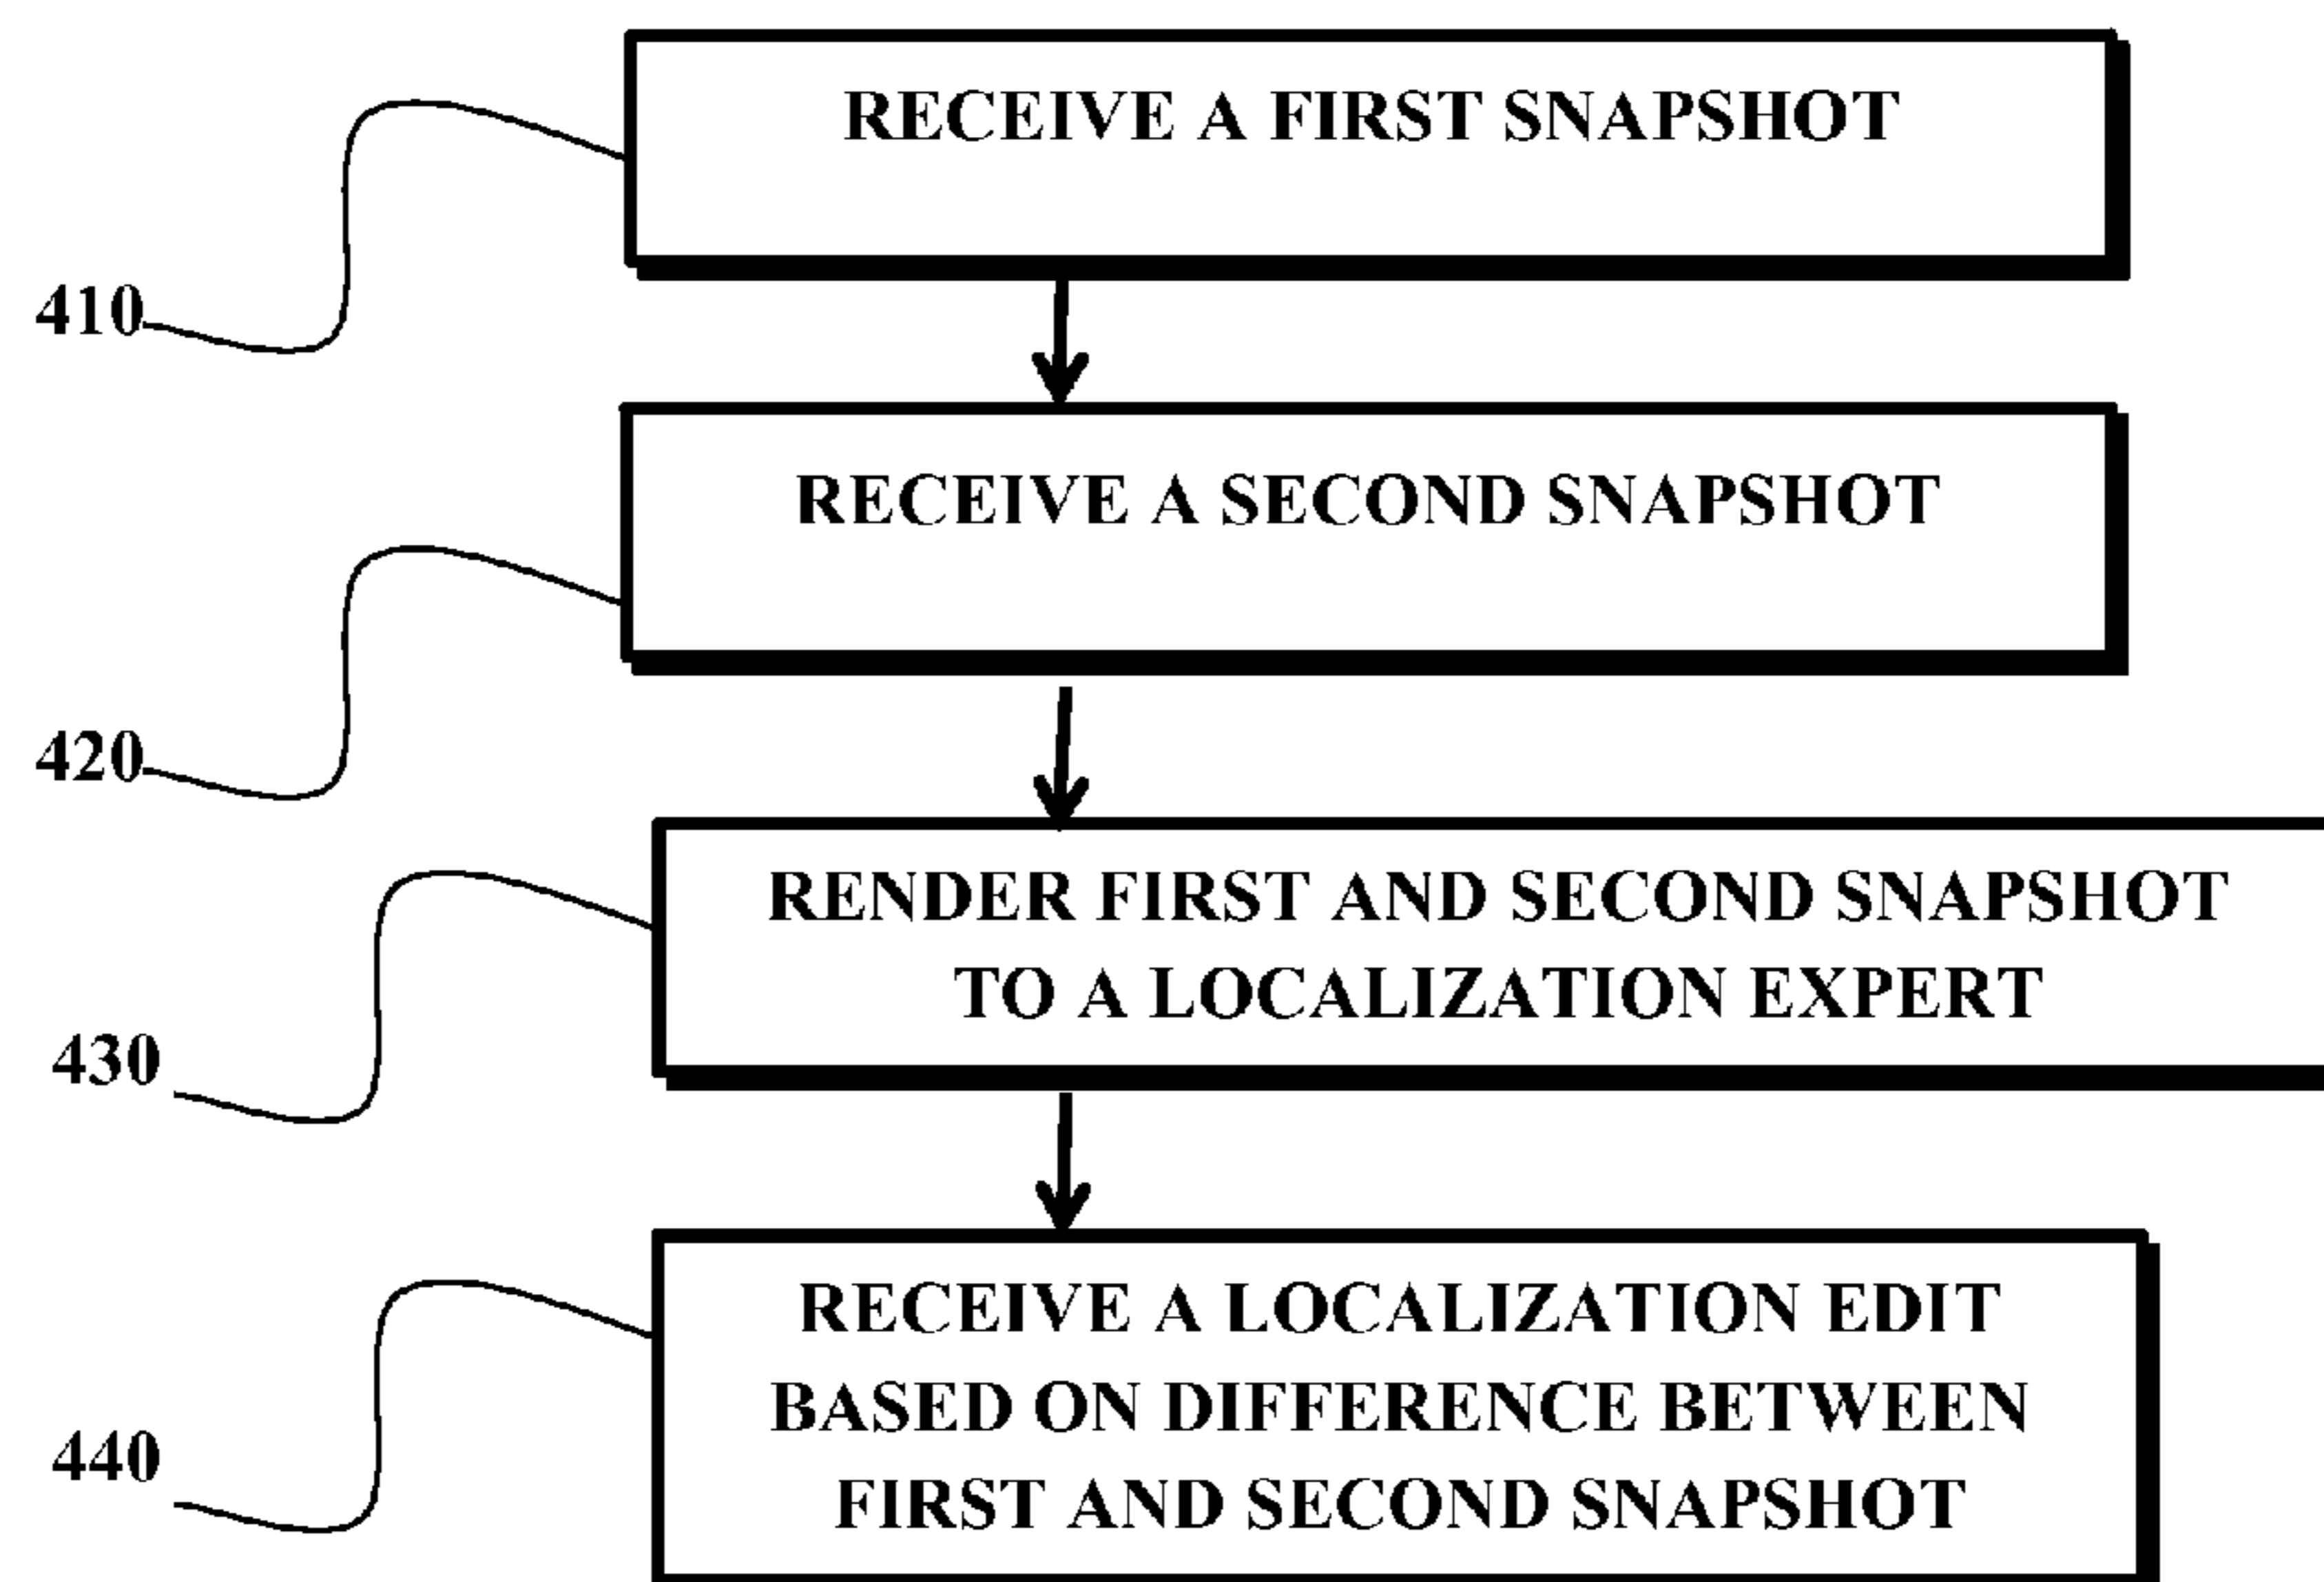 RECEIVE A FIRST SNAPSHOT
410
RECEIVE A SECOND SNAPSHOT
420
RENDER FIRST AND SECOND SNAPSHOT
TO A LOCALIZATION EXPERT
430
RECEIVE A LOCALIZATION EDIT
BASED ON DIFFERENCE BETWEEN
FIRST AND SECOND SNAPSHOT
440